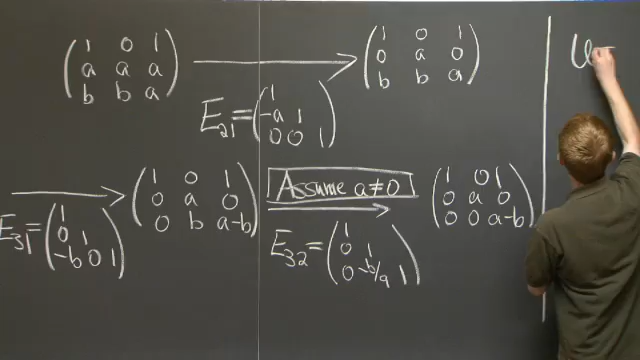 ( 1 0 1 ) → ( 1 0 1 )
( a a a ) ( 0 a 0 )
( b b a ) ( b b a )
E21 = ( 1
-a 1
0 0 1 )
→ ( 1 0 1 )
( 0 a 0 )
( 0 b a-b )
E31 = ( 1
0 1
-b 0 1 )
Assume a≠0
→ ( 1 0 1 )
( 0 a 0 )
( 0 0 a-b )
E32 = ( 1
0 1
0 -b/a 1 )
U=